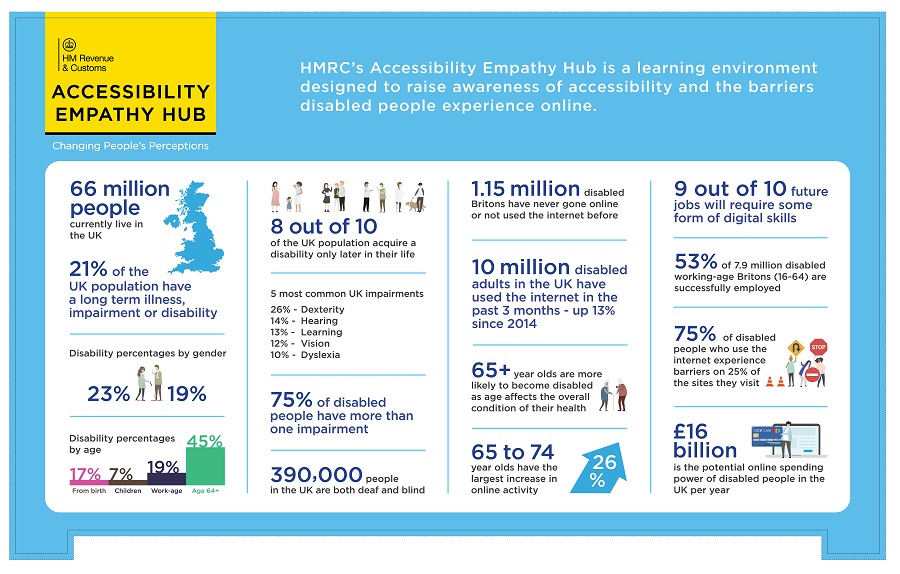 HM Revenue
& Customs
ACCESSIBILITY
EMPATHY HUB
Changing People's Perceptions
HMRC's Accessibility Empathy Hub is a learning environment
designed to raise awareness of accessibility and the barriers
disabled people experience online.
66 million
people
currently live in
the UK
21% of the
UK population have
a long term illness,
impairment or disability
Disability percentages by gender
23% 19%
Disability percentages
by age
17% 7% 19% 45%
From birth Children Work-age Age 64+
8 out of 10
of the UK population acquire a
disability only later in their life
5 most common UK impairments
26% - Dexterity
14% - Hearing
13% - Learning
12% - Vision
10% - Dyslexia
75% of disabled
people have more than
one impairment
390,000 people
in the UK are both deaf and blind
1.15 million disabled
Britons have never gone online
or not used the internet before
10 million disabled
adults in the UK have
used the internet in the
past 3 months - up 13%
since 2014
65+ year olds are more
likely to become disabled
as age affects the overall
condition of their health
65 to 74
year olds have the
largest increase in
online activity
26
%
9 out of 10 future
jobs will require some
form of digital skills
53% of 7.9 million disabled
working-age Britons (16-64) are
successfully employed
75% of disabled
people who use the
internet experience
barriers on 25% of
the sites they visit
STOP
£16
billion
CREDIT CARD
is the potential online spending
power of disabled people in the
UK per year